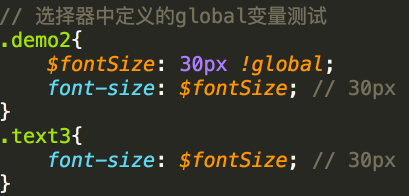 // 选择器中定义的global变量测试
.demo2{
    $fontSize: 30px !global;
    font-size: $fontSize; // 30px
}
.text3{
    font-size: $fontSize; // 30px
}